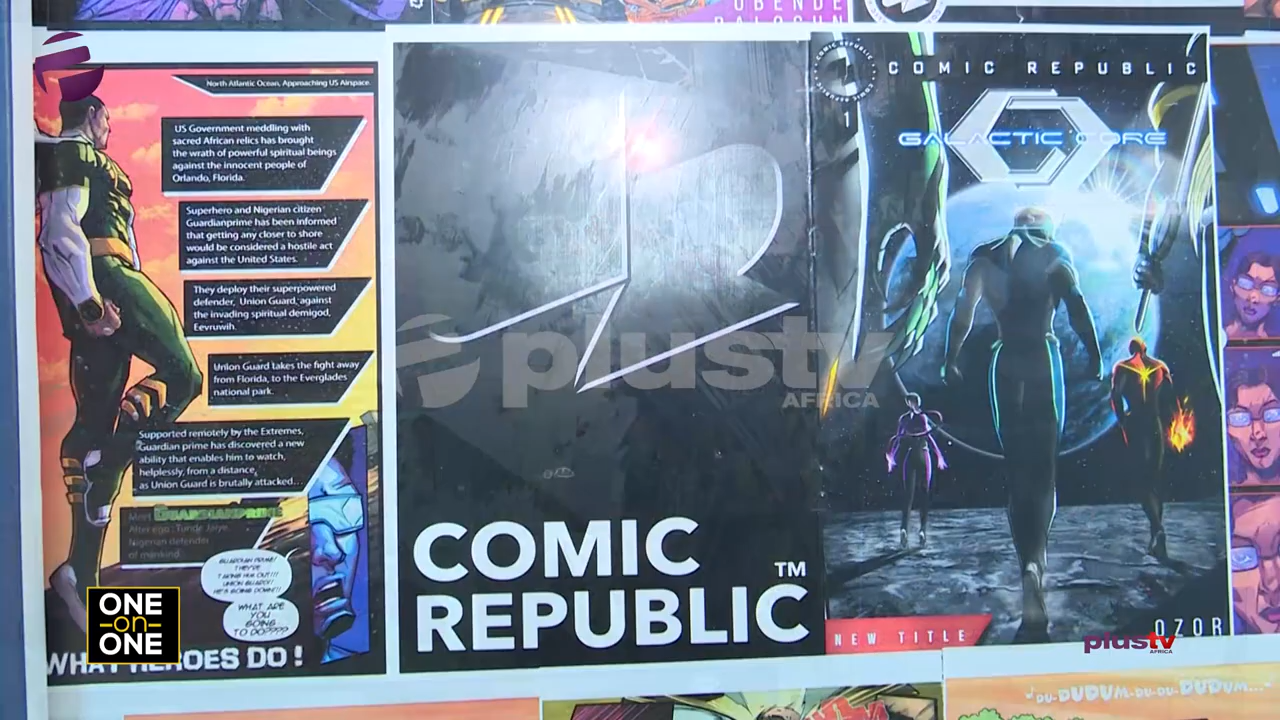 UBENDE
BALOGUN
North Atlantic Ocean, Approaching US Airspace.
US Government meddling with
sacred African relics has brought
the wrath of powerful spiritual beings
against the innocent people of
Orlando, Florida.
Superhero and Nigerian citizen
Guardianprime has been informed
that getting any closer to shore
would be considered a hostile act
against the United States.
They deploy their superpowered
defender, Union Guard, against
the invading spiritual demigod,
Eevruwih.
Union Guard takes the fight away
from Florida, to the Everglades
national park.
Supported remotely by the Extremes,
Guardian prime has discovered a new
ability that enables him to watch,
helplessly, from a distance,
as Union Guard is brutally attacked...
Meet GUARDIANPRIME
Alter ego: Tunde Jaiye.
Nigerian defender
of mankind.
GUARDIAN PRIME!
THEY'RE
TAKING HIM OUT!!!
UNION GUARD!
HE'S GOING DOWN!!
WHAT ARE
YOU
GOING
TO DO????
WHAT HEROES DO!
COMIC
REPUBLIC™
COMIC REPUBLIC
1
GALACTIC CORE
NEW TITLE
OZOR
DU-DUDUM-DU-DU-DUDUM...
plustv
AFRICA
ONE
-on-
ONE
plustv
AFRICA